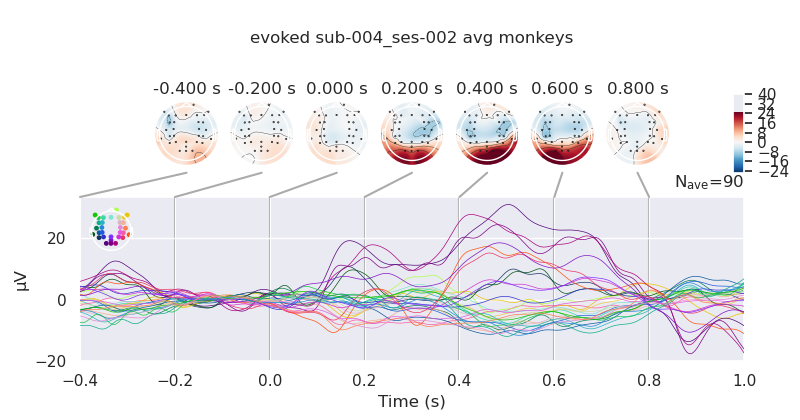 evoked sub-004_ses-002 avg monkeys
-0.400 s -0.200 s 0.000 s 0.200 s 0.400 s 0.600 s 0.800 s
40
32
24
16
8
0
−8
−16
−24
Nave=90
20
0
−20
μV
−0.4 −0.2 0.0 0.2 0.4 0.6 0.8 1.0
Time (s)